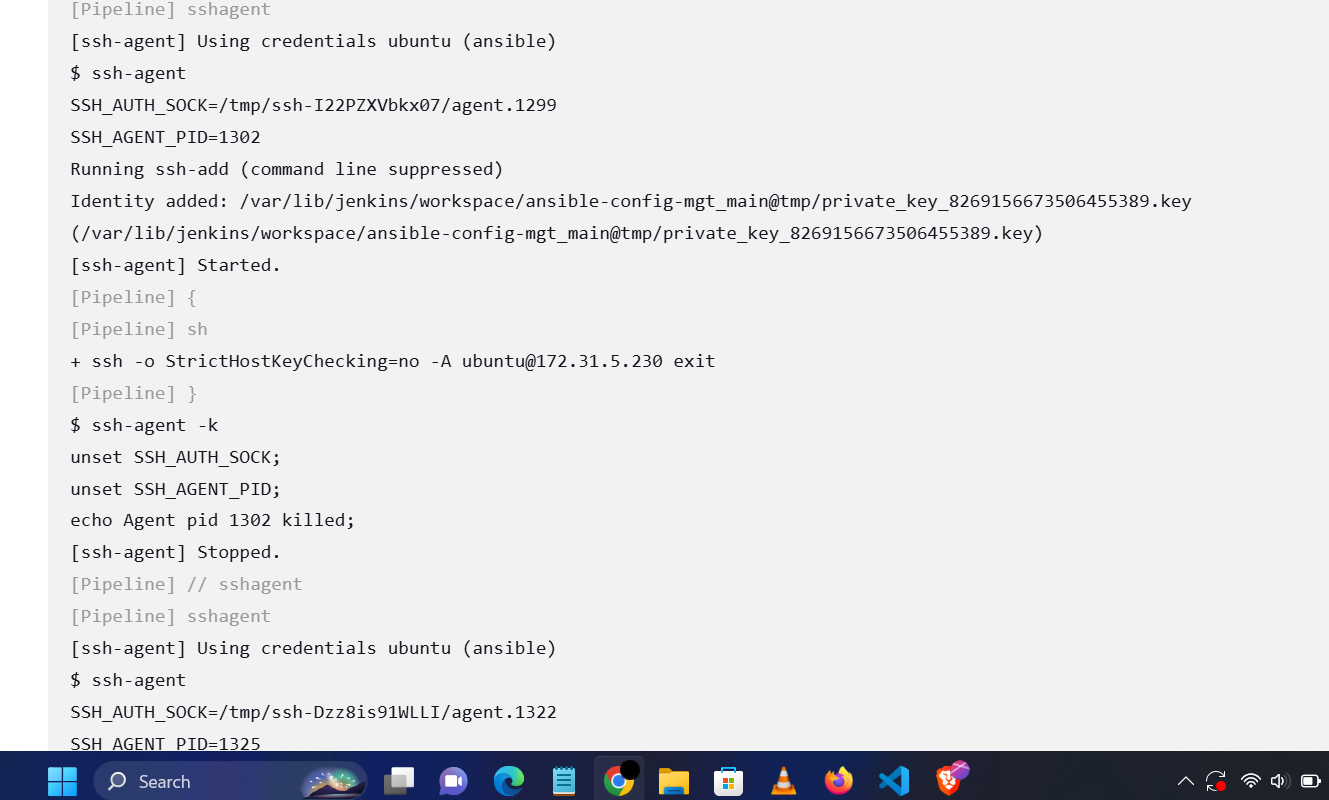 [Pipeline] sshagent
[ssh-agent] Using credentials ubuntu (ansible)
$ ssh-agent
SSH_AUTH_SOCK=/tmp/ssh-I22PZXVbkx07/agent.1299
SSH_AGENT_PID=1302
Running ssh-add (command line suppressed)
Identity added: /var/lib/jenkins/workspace/ansible-config-mgt_main@tmp/private_key_8269156673506455389.key
(/var/lib/jenkins/workspace/ansible-config-mgt_main@tmp/private_key_8269156673506455389.key)
[ssh-agent] Started.
[Pipeline] {
[Pipeline] sh
+ ssh -o StrictHostKeyChecking=no -A ubuntu@172.31.5.230 exit
[Pipeline] }
$ ssh-agent -k
unset SSH_AUTH_SOCK;
unset SSH_AGENT_PID;
echo Agent pid 1302 killed;
[ssh-agent] Stopped.
[Pipeline] // sshagent
[Pipeline] sshagent
[ssh-agent] Using credentials ubuntu (ansible)
$ ssh-agent
SSH_AUTH_SOCK=/tmp/ssh-Dzz8is91WLLI/agent.1322
SSH_AGENT_PID=1325
Search